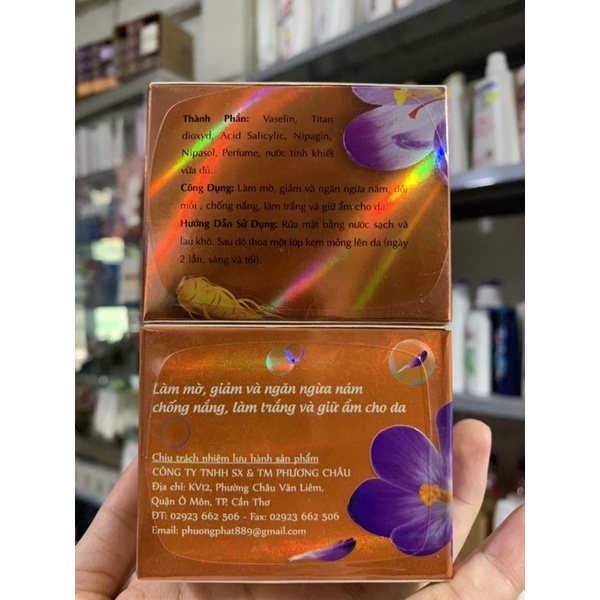 Thành Phần: Vaselin, Titan
dioxyd, Acid Salicylic, Nipagin,
Nipasol, Perfume, nước tinh khiết
vừa đủ.
Công Dụng: Làm mờ, giảm và ngăn ngừa nám, đồi
mồi , chống nắng, làm trắng và giữ ẩm cho da.
Hướng Dẫn Sử Dụng: Rửa mặt bằng nước sạch và
lau khô. Sau đó thoa một lớp kem mỏng lên da (ngày
2 lần, sáng và tối).
Làm mờ, giảm và ngăn ngừa nám
chống nắng, làm trắng và giữ ẩm cho da
Chịu trách nhiệm lưu hành sản phẩm
CÔNG TY TNHH SX & TM PHƯƠNG CHÂU
Địa chỉ: KV12, Phường Châu Văn Liêm,
Quận Ô Môn, TP. Cần Thơ
ĐT: 02923 662 506 - Fax: 02923 662 506
Email: phuongphat889@gmail.com